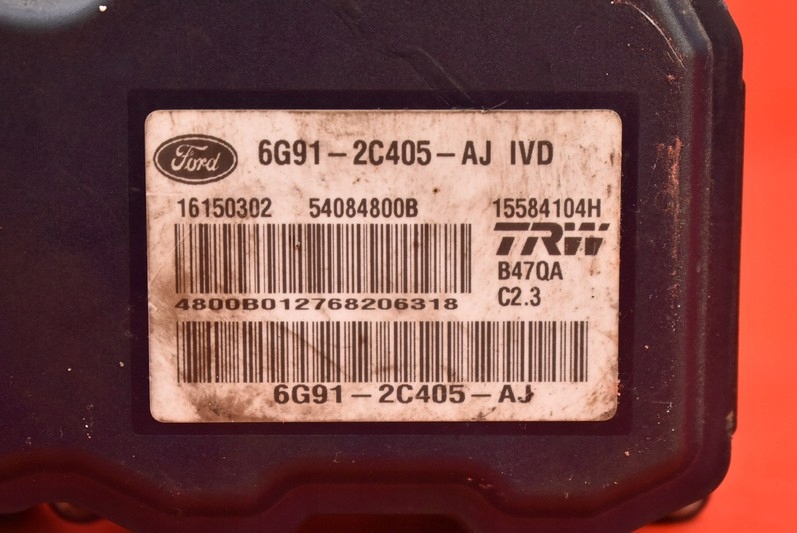 Ford 6G91-2C405-AJ IVD
16150302 54084800B 15584104H
TRW
B47QA
C2.3
4800B012768206318
6G91-2C405-AJ